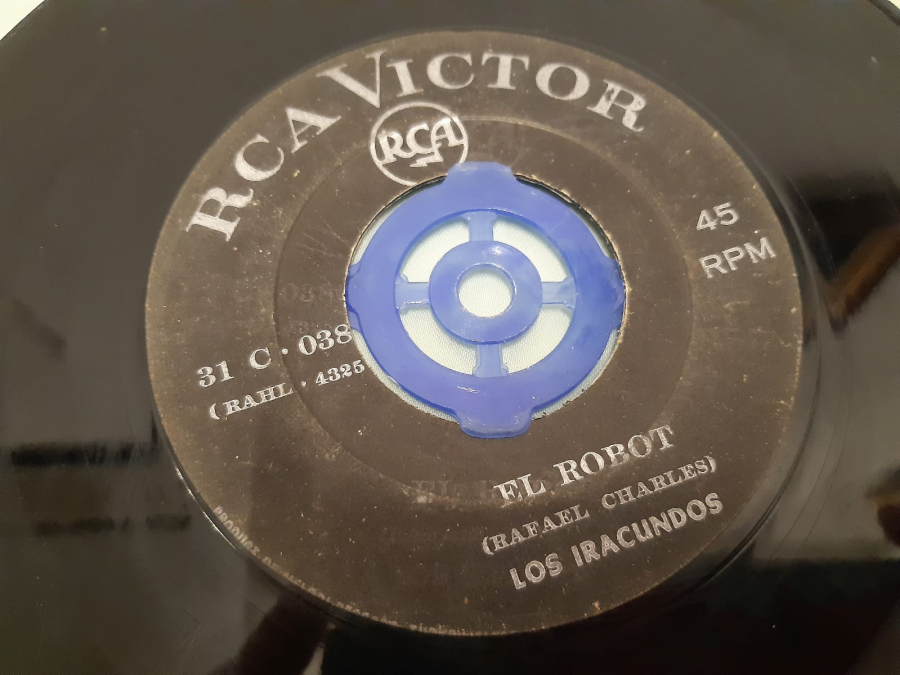 RCA VICTOR
RCA
45
RPM
31 C · 038
(RAHL · 4325
EL ROBOT
(RAFAEL CHARLES)
LOS IRACUNDOS